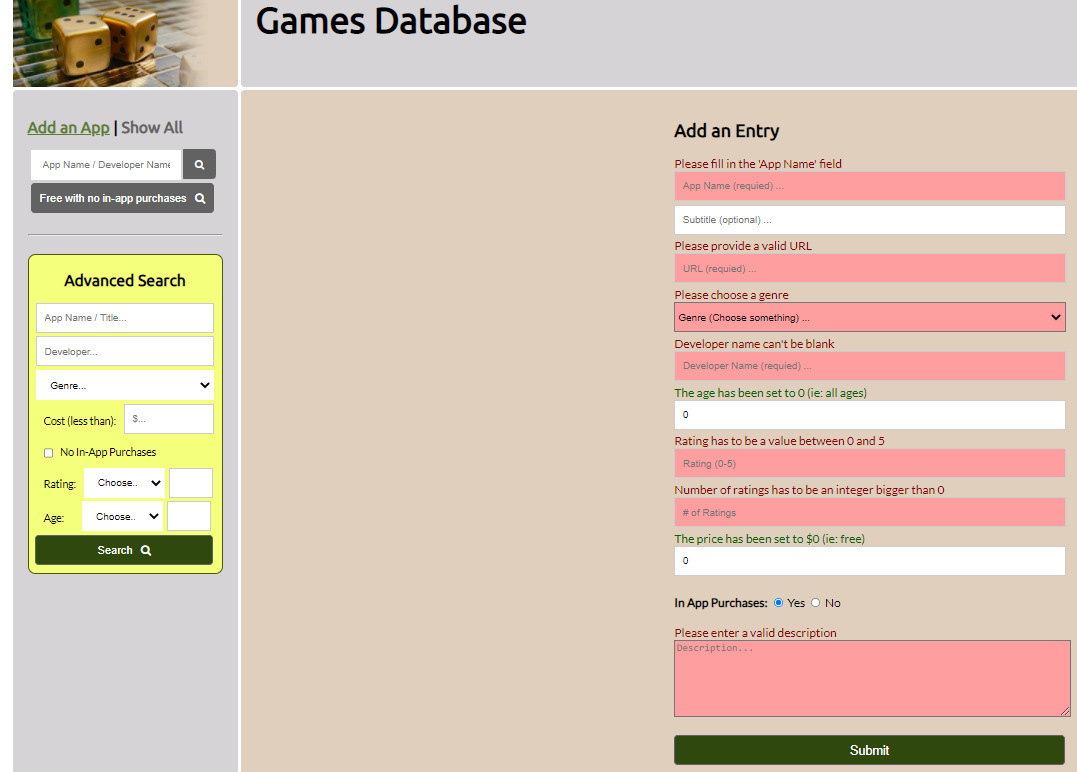 Games Database
Add an App | Show All
App Name / Developer Name
Free with no in-app purchases
Advanced Search
App Name / Title...
Developer...
Genre...
Cost (less than): $...
No In-App Purchases
Rating: Choose..
Age: Choose..
Search
Add an Entry
Please fill in the 'App Name' field
App Name (requied) ...
Subtitle (optional) ...
Please provide a valid URL
URL (requied) ...
Please choose a genre
Genre (Choose something) ...
Developer name can't be blank
Developer Name (requied) ...
The age has been set to 0 (ie: all ages)
0
Rating has to be a value between 0 and 5
Rating (0-5)
Number of ratings has to be an integer bigger than 0
# of Ratings
The price has been set to $0 (ie: free)
0
In App Purchases: Yes No
Please enter a valid description
Description...
Submit